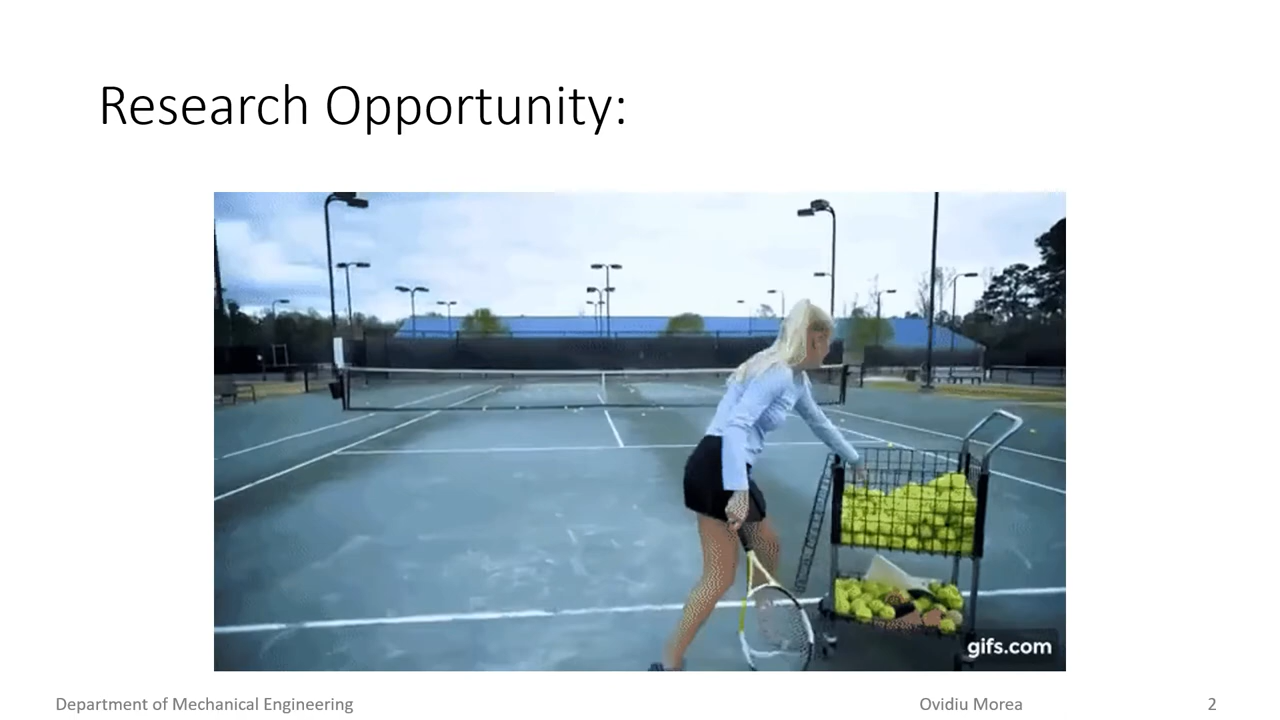 Research Opportunity:
gifs.com
Department of Mechanical Engineering
Ovidiu Morea
2